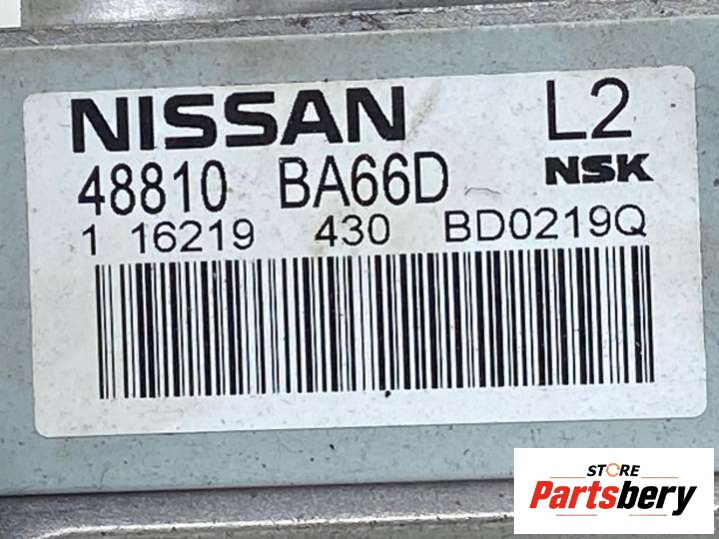 NISSAN L2
48810 BA66D NSK
1 16219 430 BD0219Q
STORE
Partsbery